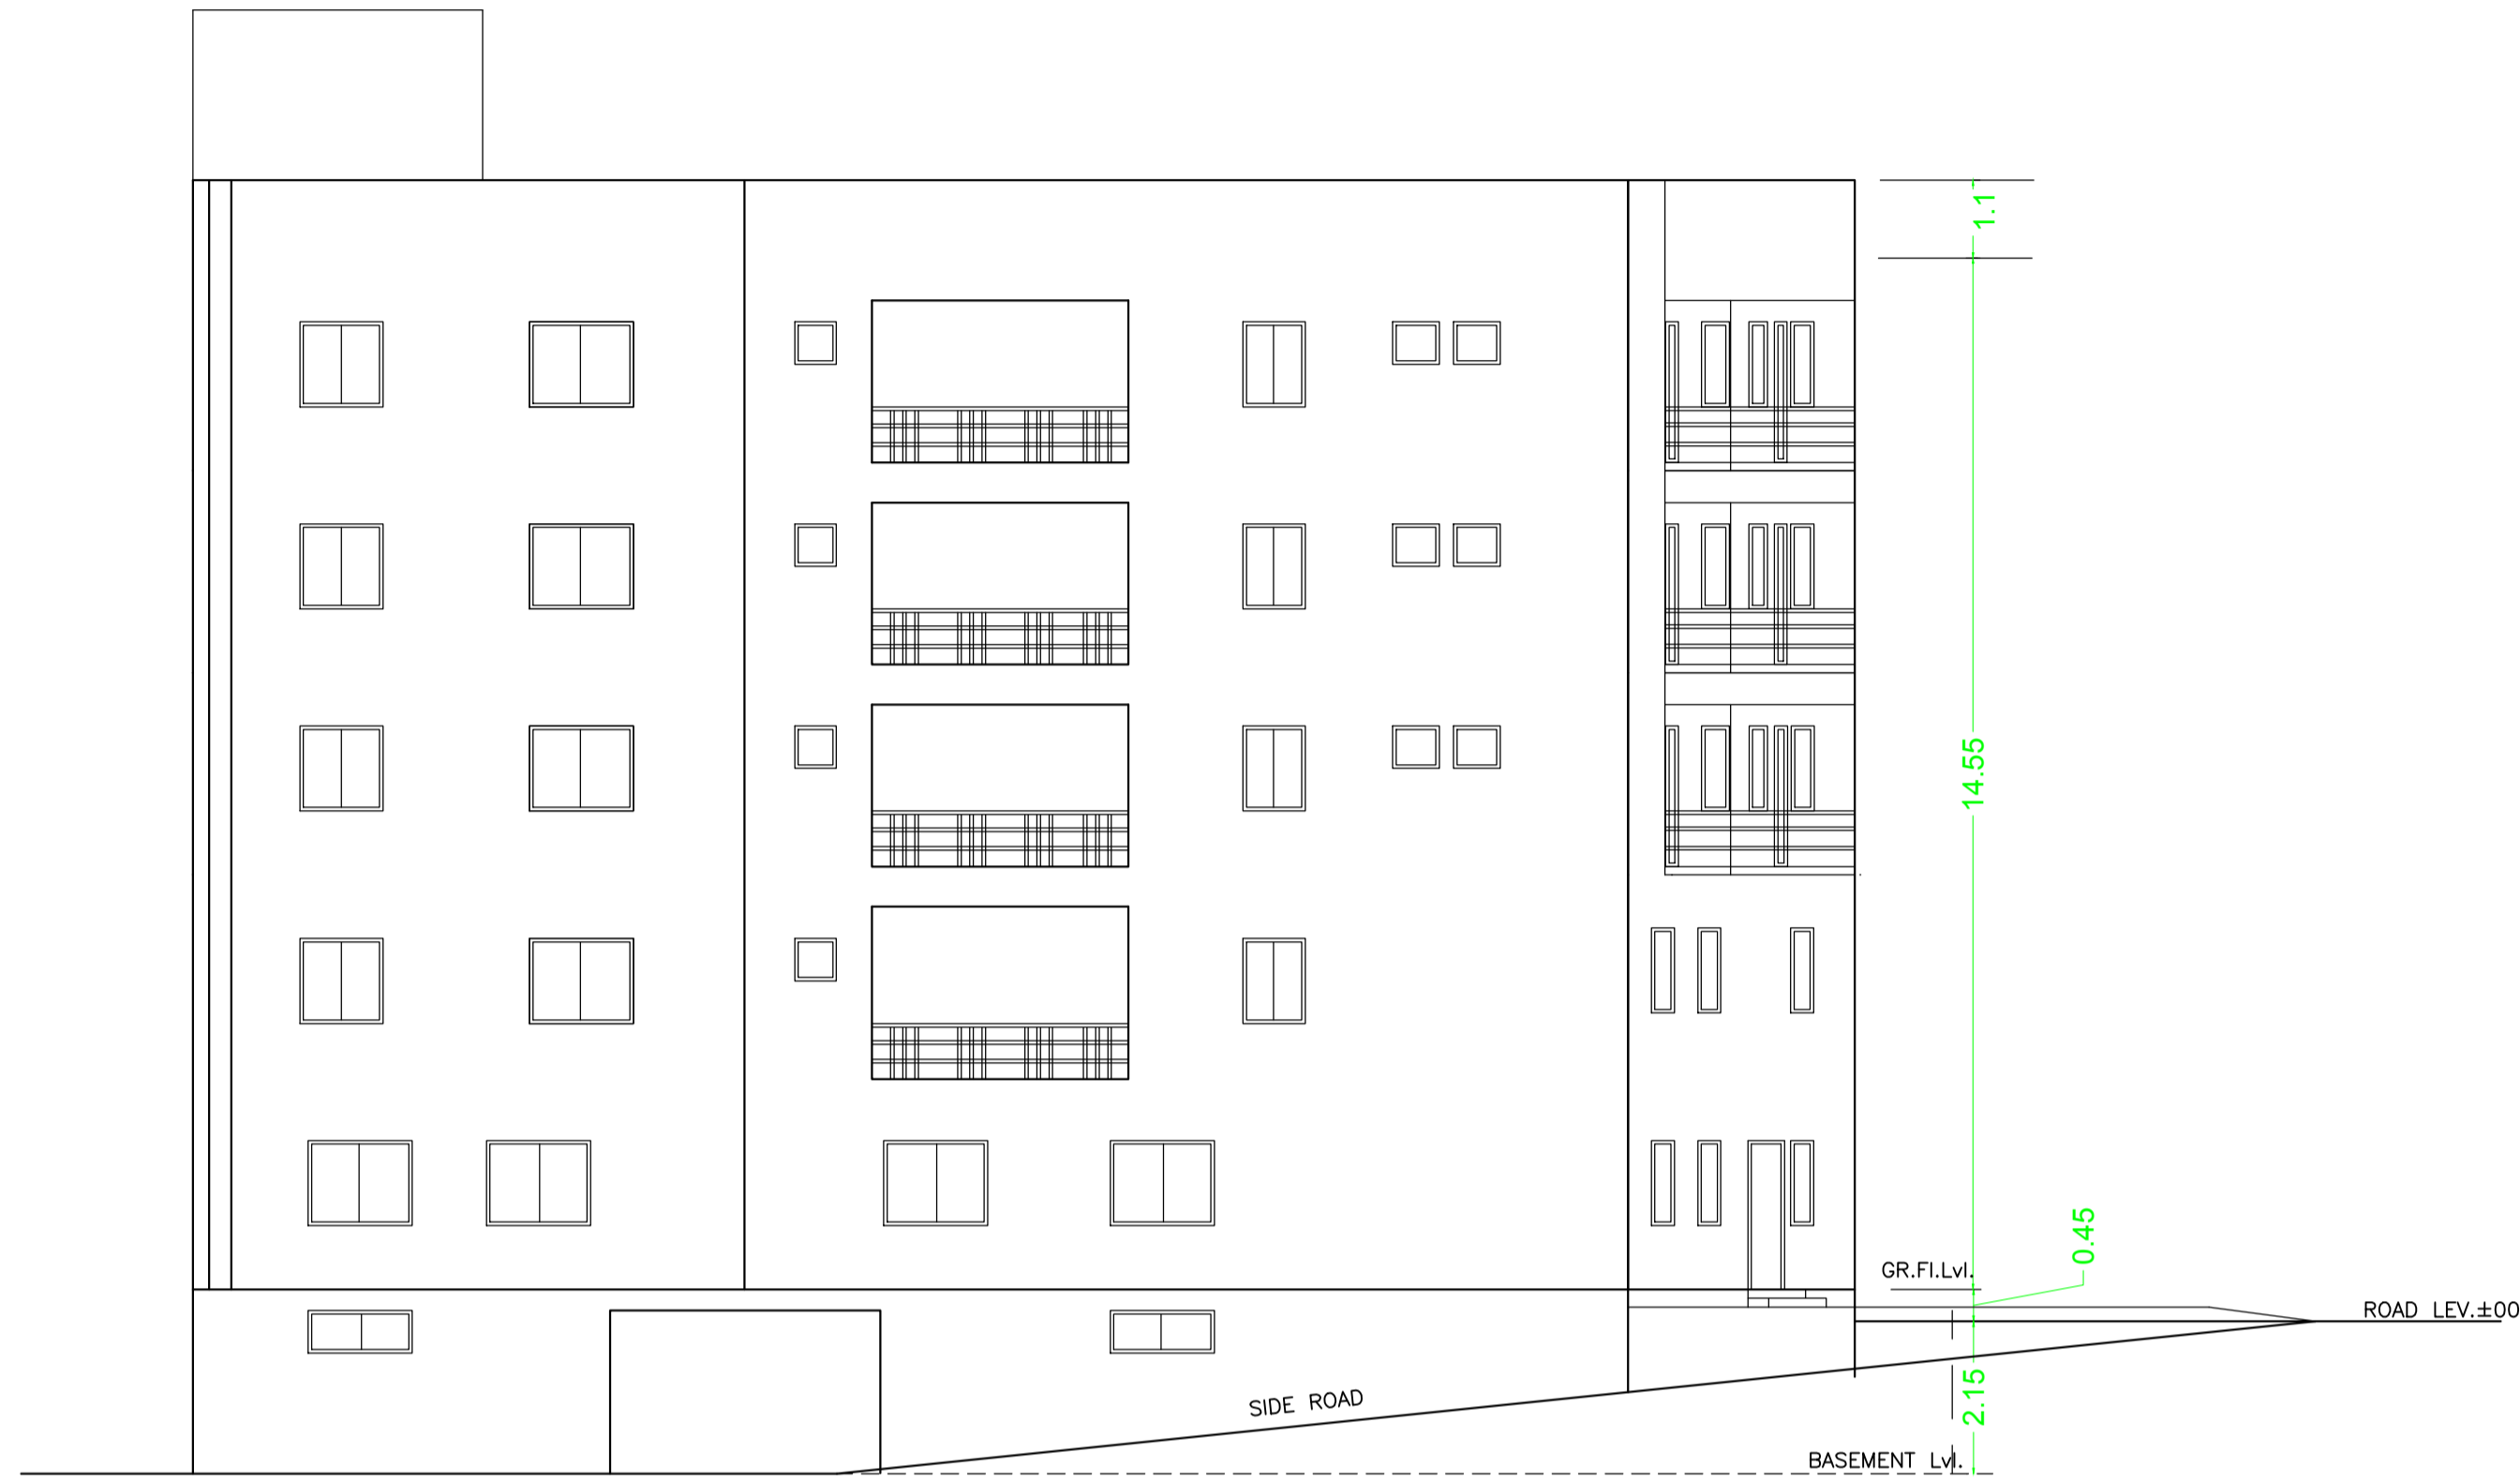 1.1
14.55
0.45
GR.Fl.Lvl.
ROAD LEV.±00
SIDE ROAD
2.15
BASEMENT Lvl.